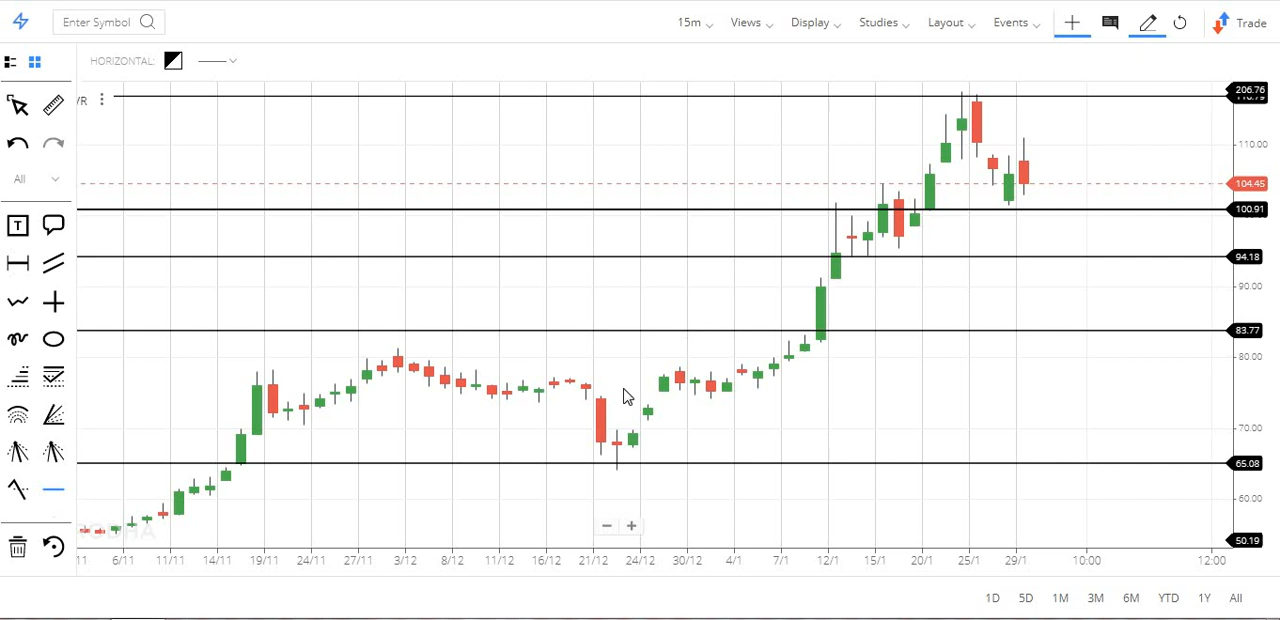 Enter Symbol 15m Views Display Studies Layout Events Trade
HORIZONTAL:
VR
206.76
110.00
104.45
All
100.91
T
94.18
90.00
83.77
80.00
70.00
65.08
60.00
50.19
11 6/11 11/11 14/11 19/11 24/11 27/11 3/12 8/12 11/12 16/12 21/12 24/12 30/12 4/1 7/1 12/1 15/1 20/1 25/1 29/1 10:00 12:00
1D 5D 1M 3M 6M YTD 1Y All